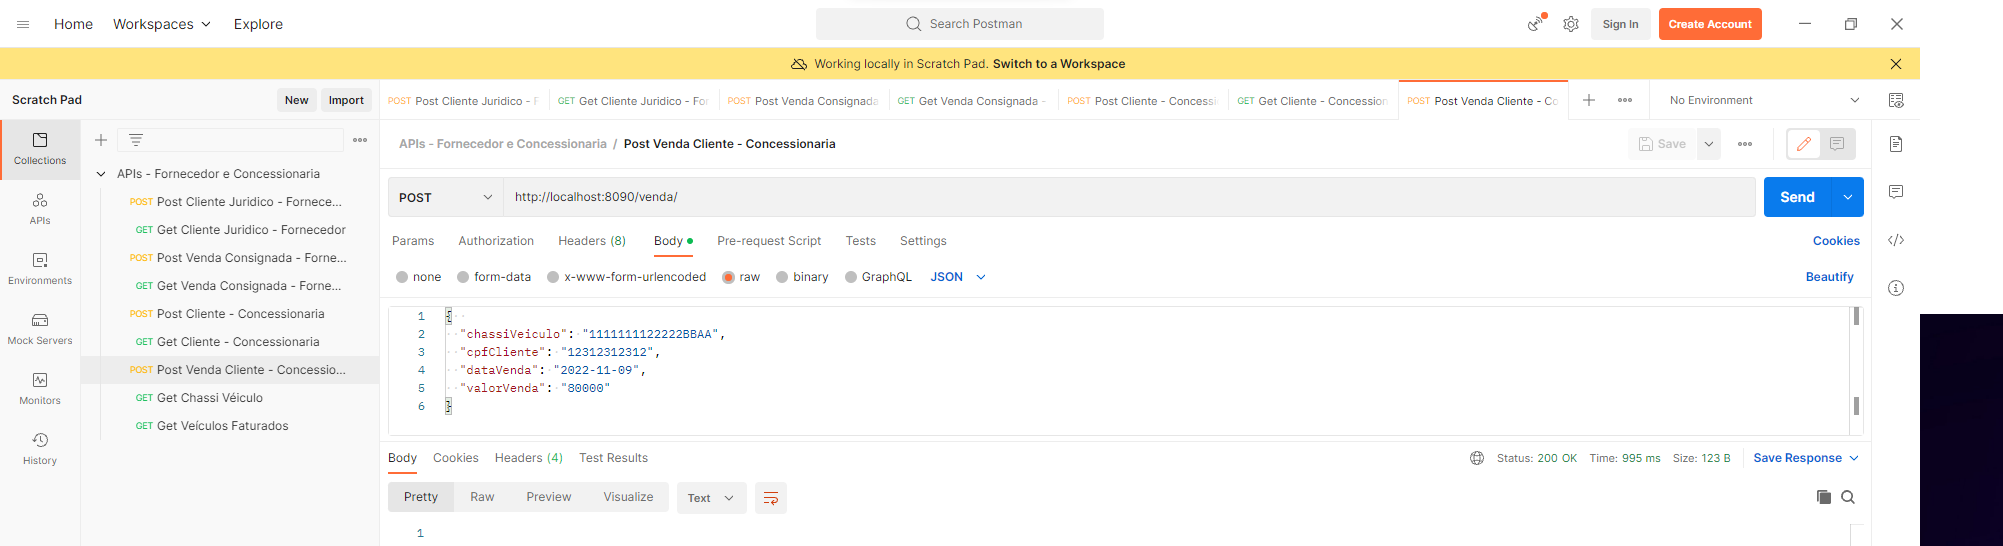 Home Workspaces Explore Search Postman Sign In Create Account
Working locally in Scratch Pad. Switch to a Workspace
Scratch Pad New Import
POST Post Cliente Juridico - F GET Get Cliente Juridico - For POST Post Venda Consignada GET Get Venda Consignada - POST Post Cliente - Concessi GET Get Cliente - Concession POST Post Venda Cliente - Co No Environment
Collections
APIs
Environments
Mock Servers
Monitors
History
APIs - Fornecedor e Concessionaria
POST Post Cliente Juridico - Fornece...
GET Get Cliente Juridico - Fornecedor
POST Post Venda Consignada - Forne...
GET Get Venda Consignada - Forne...
POST Post Cliente - Concessionaria
GET Get Cliente - Concessionaria
POST Post Venda Cliente - Concessio...
GET Get Chassi Véiculo
GET Get Veículos Faturados
APIs - Fornecedor e Concessionaria / Post Venda Cliente - Concessionaria Save
POST http://localhost:8090/venda/ Send
Params Authorization Headers (8) Body Pre-request Script Tests Settings Cookies
none form-data x-www-form-urlencoded raw binary GraphQL JSON Beautify
1 {
2 "chassiVeiculo": "1111111122222BBAA",
3 "cpfCliente": "12312312312",
4 "dataVenda": "2022-11-09",
5 "valorVenda": "80000"
6 }
Body Cookies Headers (4) Test Results Status: 200 OK Time: 995 ms Size: 123 B Save Response
Pretty Raw Preview Visualize Text
1